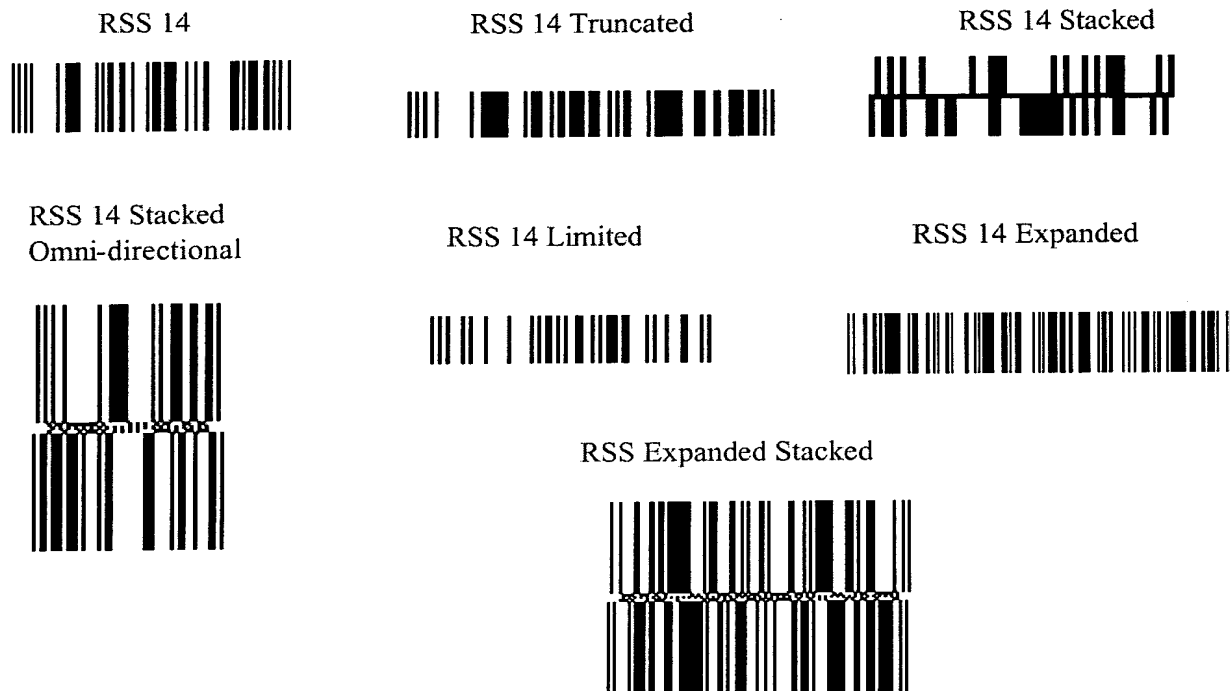 RSS 14
RSS 14 Truncated
RSS 14 Stacked
RSS 14 Stacked
Omni-directional
RSS 14 Limited
RSS 14 Expanded
RSS Expanded Stacked